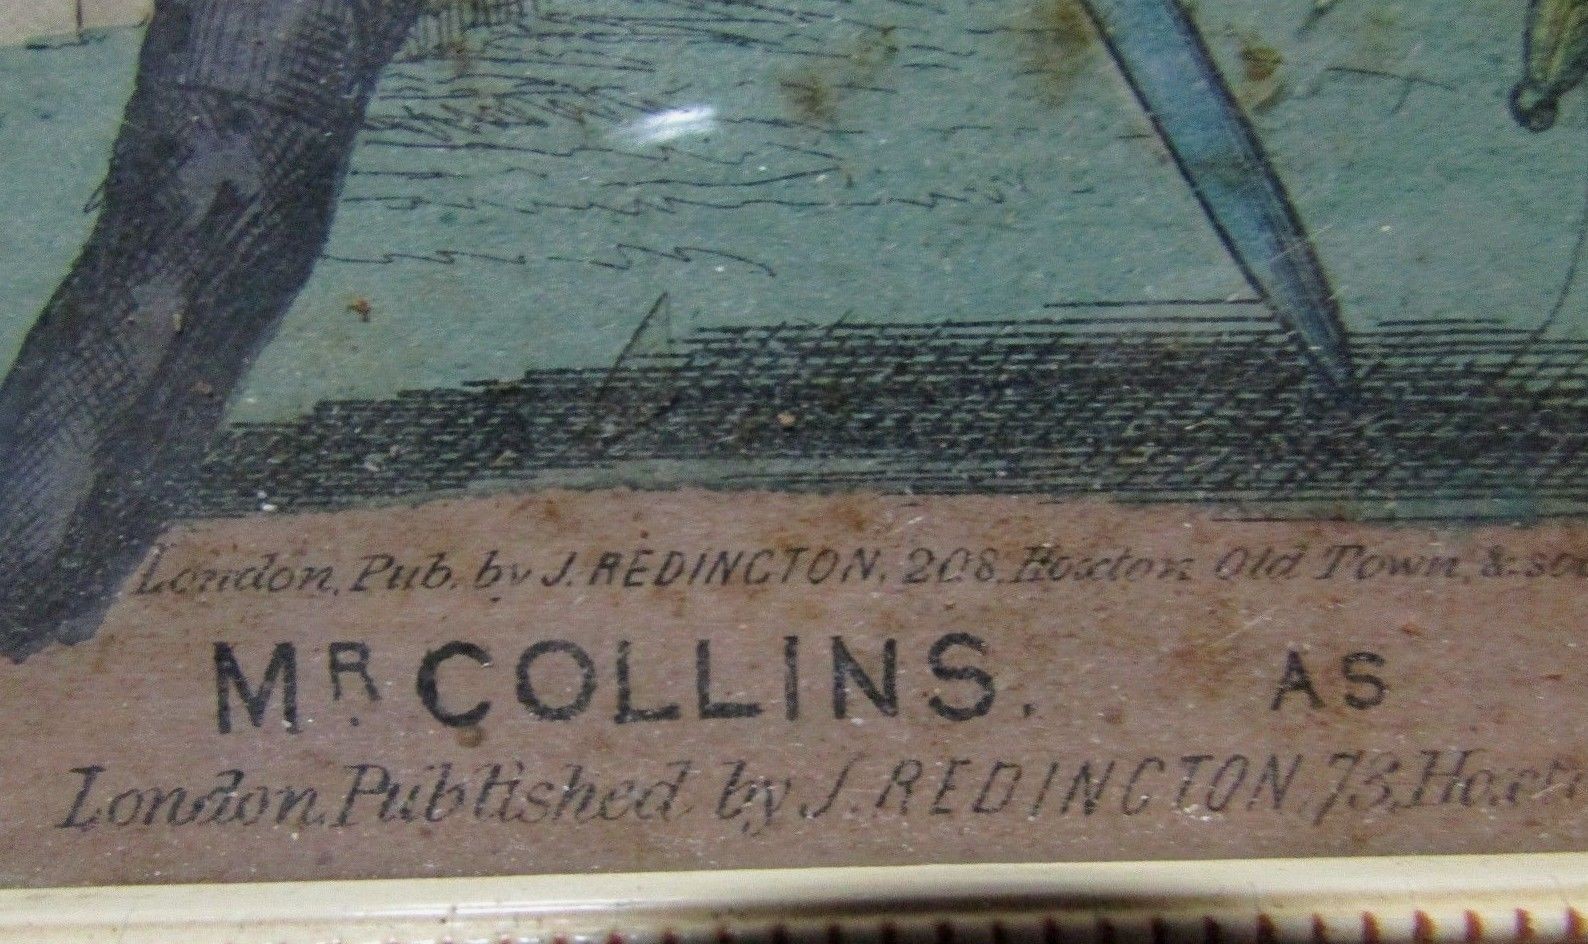 London, Pub. by J. REDINGTON, 208, Hoxton Old Town, &
MR. COLLINS. AS
London, Published by J. REDINGTON, 73, Hoxt